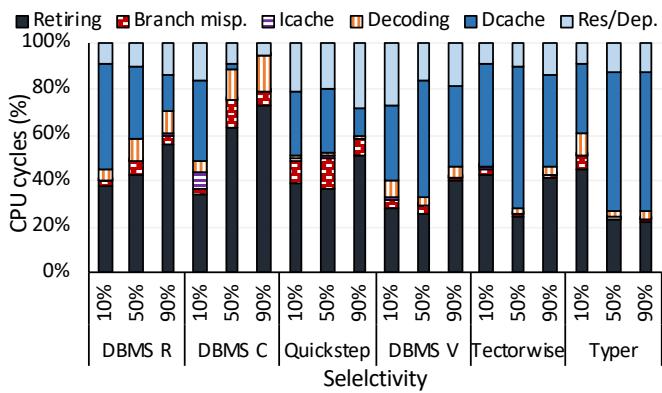 Retiring Branch misp. Icache Decoding Dcache Res/Dep.
100%
80%
60%
40%
20%
0%
CPU cycles (%)
10% 50% 90% 10% 50% 90% 10% 50% 90% 10% 50% 90% 10% 50% 90% 10% 50% 90%
DBMS R DBMS C Quickstep DBMS V Tectorwise Typer
Selelctivity